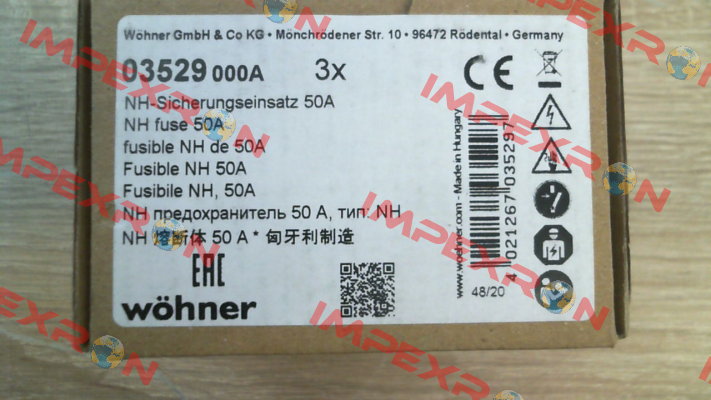 Wöhner GmbH & Co KG • Mönchrödener Str. 10 • 96472 Rödental • Germany
03529 000A 3x
NH-Sicherungseinsatz 50A
NH fuse 50A
fusible NH de 50A
Fusible NH 50A
Fusibile NH, 50A
NH предохранитель 50 A, тип: NH
NH 熔断体 50 A * 匈牙利制造
EAC
wöhner
CE
www.woehner.com - Made in Hungary
4 021267 035297
48/20
IMPEXRON
IMPEXRON
IMPEXRON
IMPEXRON